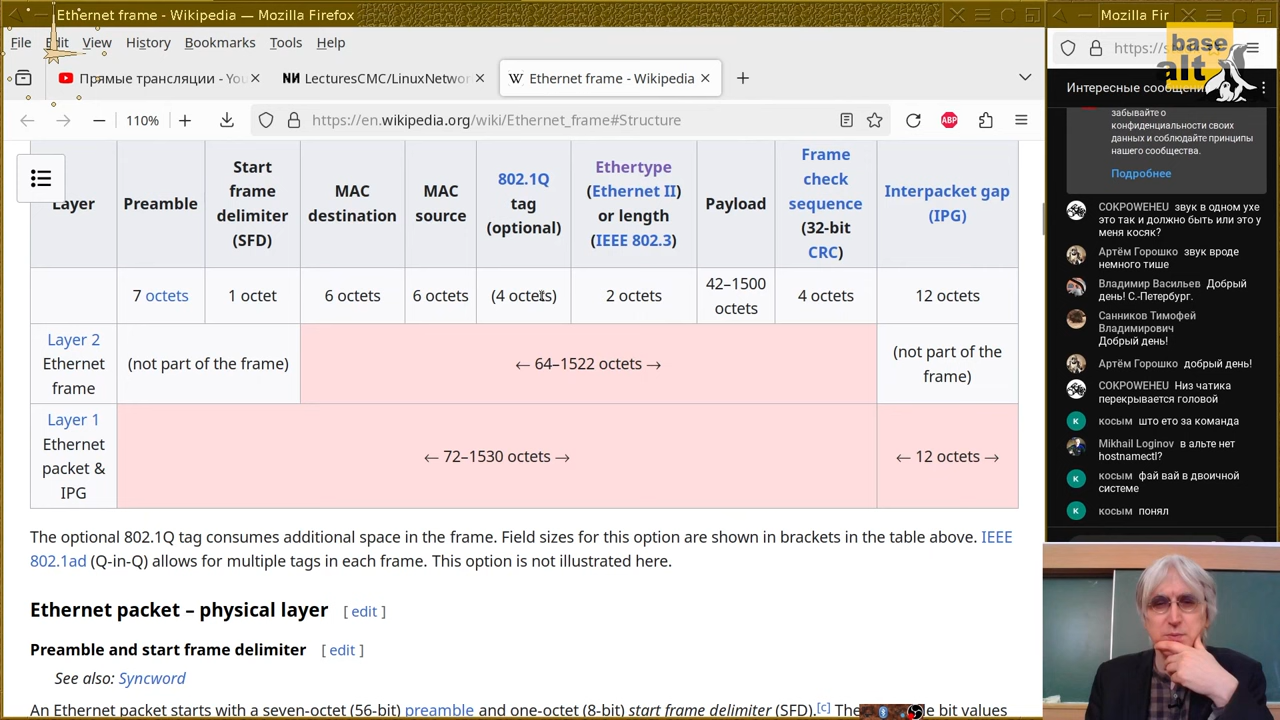 Ethernet frame - Wikipedia — Mozilla Firefox
File Edit View History Bookmarks Tools Help
Прямые трансляции - You
LecturesCMC/LinuxNetwor
Ethernet frame - Wikipedia
110%
https://en.wikipedia.org/wiki/Ethernet_frame#Structure
ABP
Layer
Preamble
Start
frame
delimiter
(SFD)
MAC
destination
MAC
source
802.1Q
tag
(optional)
Ethertype
(Ethernet II)
or length
(IEEE 802.3)
Payload
Frame
check
sequence
(32-bit
CRC)
Interpacket gap
(IPG)
7 octets
1 octet
6 octets
6 octets
(4 octets)
2 octets
42–1500
octets
4 octets
12 octets
Layer 2
Ethernet
frame
(not part of the frame)
← 64–1522 octets →
(not part of the
frame)
Layer 1
Ethernet
packet &
IPG
← 72–1530 octets →
← 12 octets →
The optional 802.1Q tag consumes additional space in the frame. Field sizes for this option are shown in brackets in the table above. IEEE
802.1ad (Q-in-Q) allows for multiple tags in each frame. This option is not illustrated here.
Ethernet packet – physical layer [ edit ]
Preamble and start frame delimiter [ edit ]
See also: Syncword
An Ethernet packet starts with a seven-octet (56-bit) preamble and one-octet (8-bit) start frame delimiter (SFD).[c] The bit values
Mozilla Fir
base
alt
https://s
Интересные сообщени
забывайте о
конфиденциальности своих
данных и соблюдайте принципы
нашего сообщества.
Подробнее
COKPOWEHEU звук в одном ухе
это так и должно быть или это у
меня косяк?
Артём Горошко звук вроде
немного тише
Владимир Васильев Добрый
день! С.-Петербург.
Санников Тимофей
Владимирович
Добрый день!
Артём Горошко добрый день!
COKPOWEHEU Низ чатика
перекрывается головой
косым што ето за команда
Mikhail Loginov в альте нет
hostnamectl?
косым фай вай в двоичной
системе
косым понял